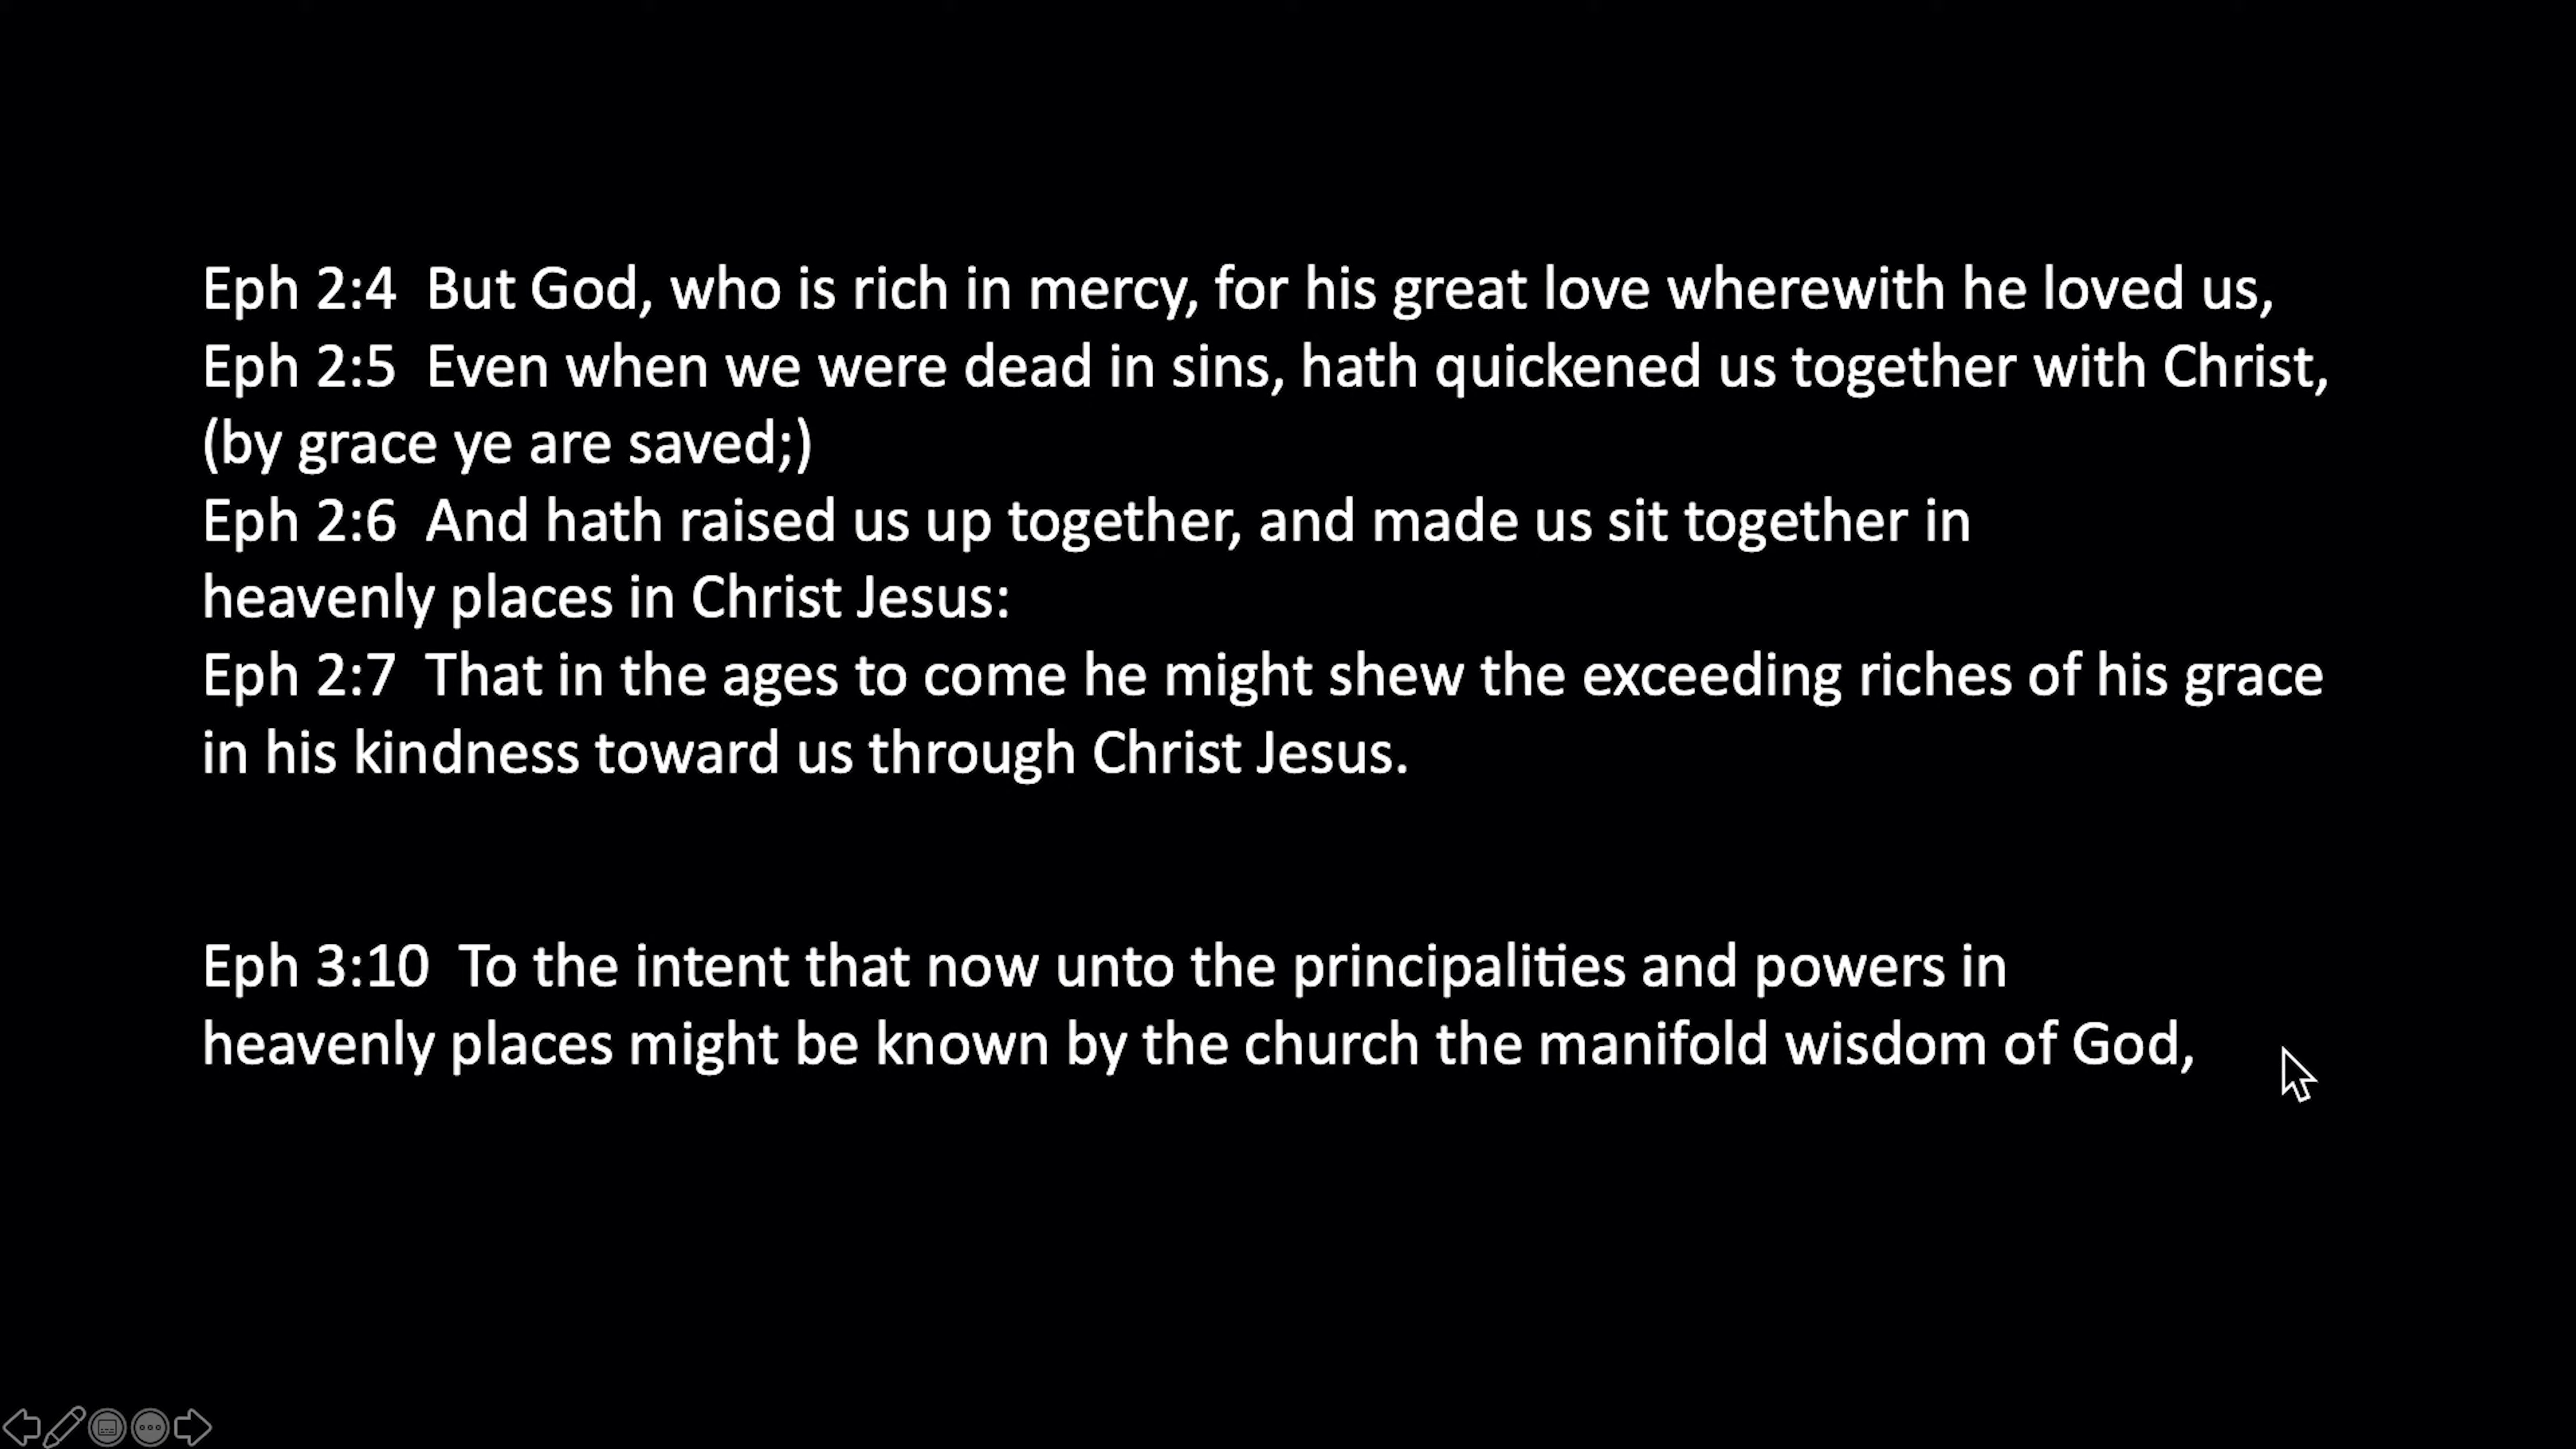 Eph 2:4  But God, who is rich in mercy, for his great love wherewith he loved us,
Eph 2:5  Even when we were dead in sins, hath quickened us together with Christ,
(by grace ye are saved;)
Eph 2:6  And hath raised us up together, and made us sit together in
heavenly places in Christ Jesus:
Eph 2:7  That in the ages to come he might shew the exceeding riches of his grace
in his kindness toward us through Christ Jesus.
Eph 3:10  To the intent that now unto the principalities and powers in
heavenly places might be known by the church the manifold wisdom of God,